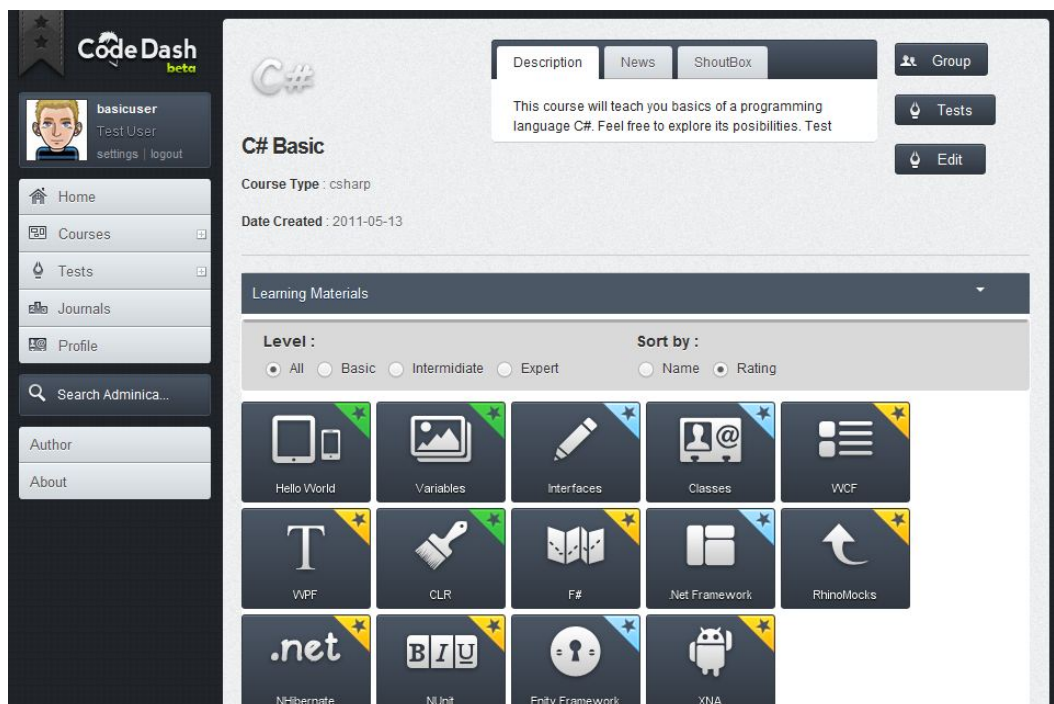 CodeDash
beta
basicuser
Test User
settings | logout
Home
Courses
Tests
Journals
Profile
Search Adminica...
Author
About
C#
C# Basic
Course Type : csharp
Date Created : 2011-05-13
Description
News
ShoutBox
This course will teach you basics of a programming
language C#. Feel free to explore its posibilities. Test
Group
Tests
Edit
Learning Materials
Level :
Sort by :
All Basic Intermidiate Expert
Name Rating
Hello World
Variables
Interfaces
@
Classes
WCF
T
WPF
CLR
F#
.Net Framework
RhinoMocks
.net
NHibernate
B I U
NUnit
Enity Framework
XNA